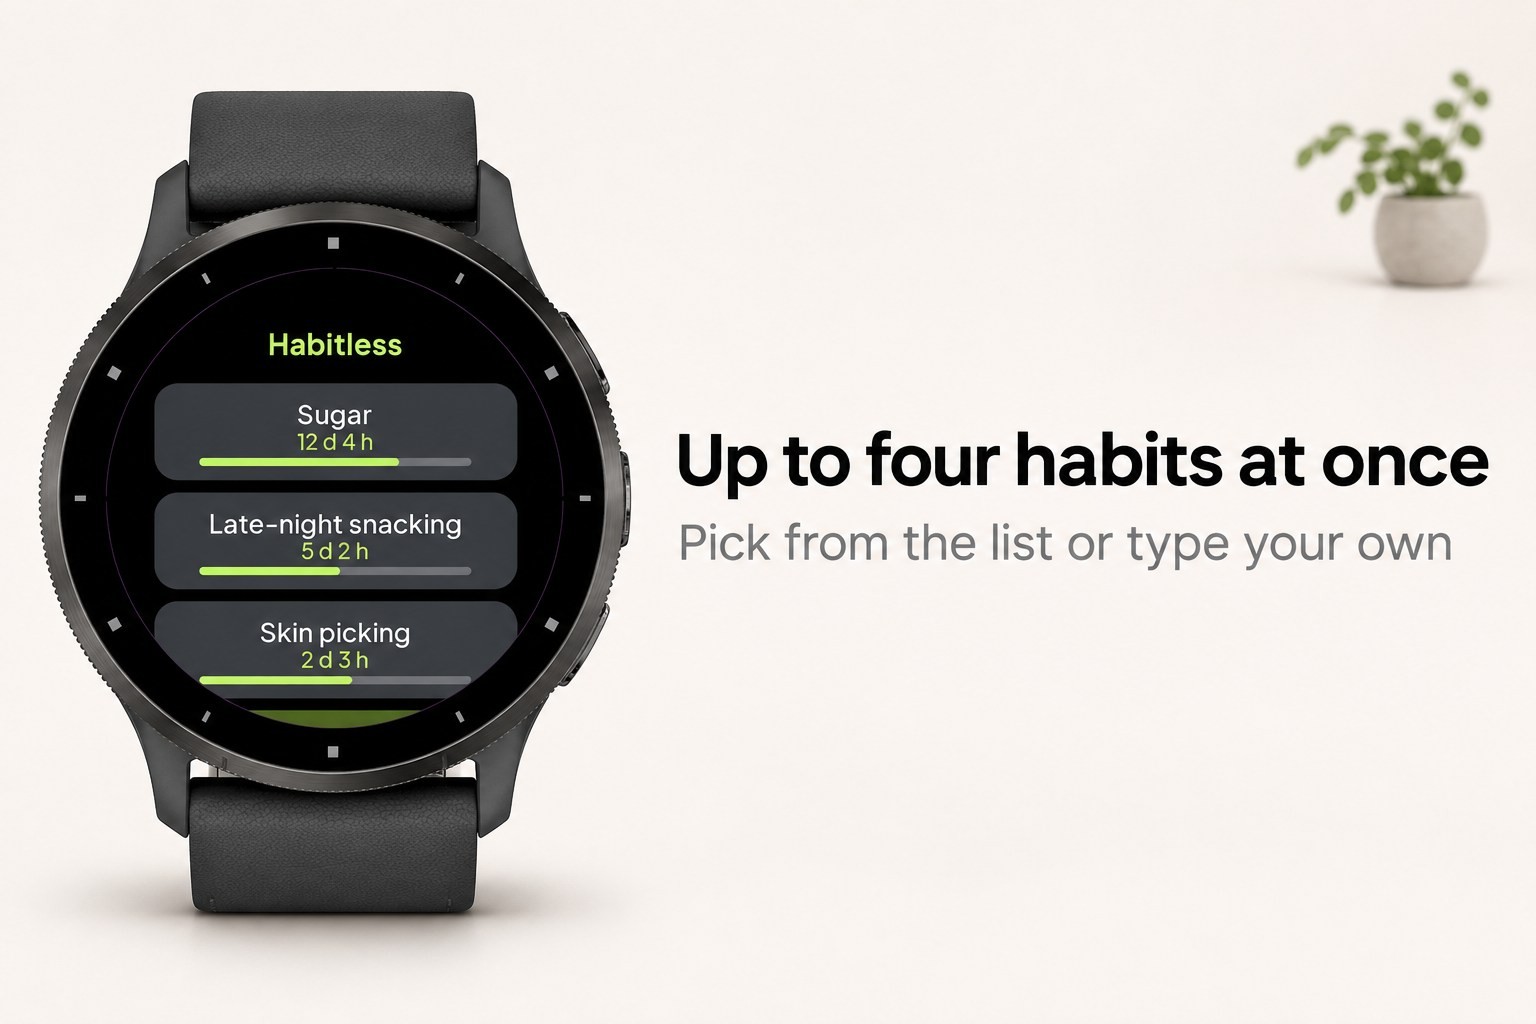 Habitless
Sugar
12 d 4 h
Late-night snacking
5 d 2 h
Skin picking
2 d 3 h
Up to four habits at once
Pick from the list or type your own